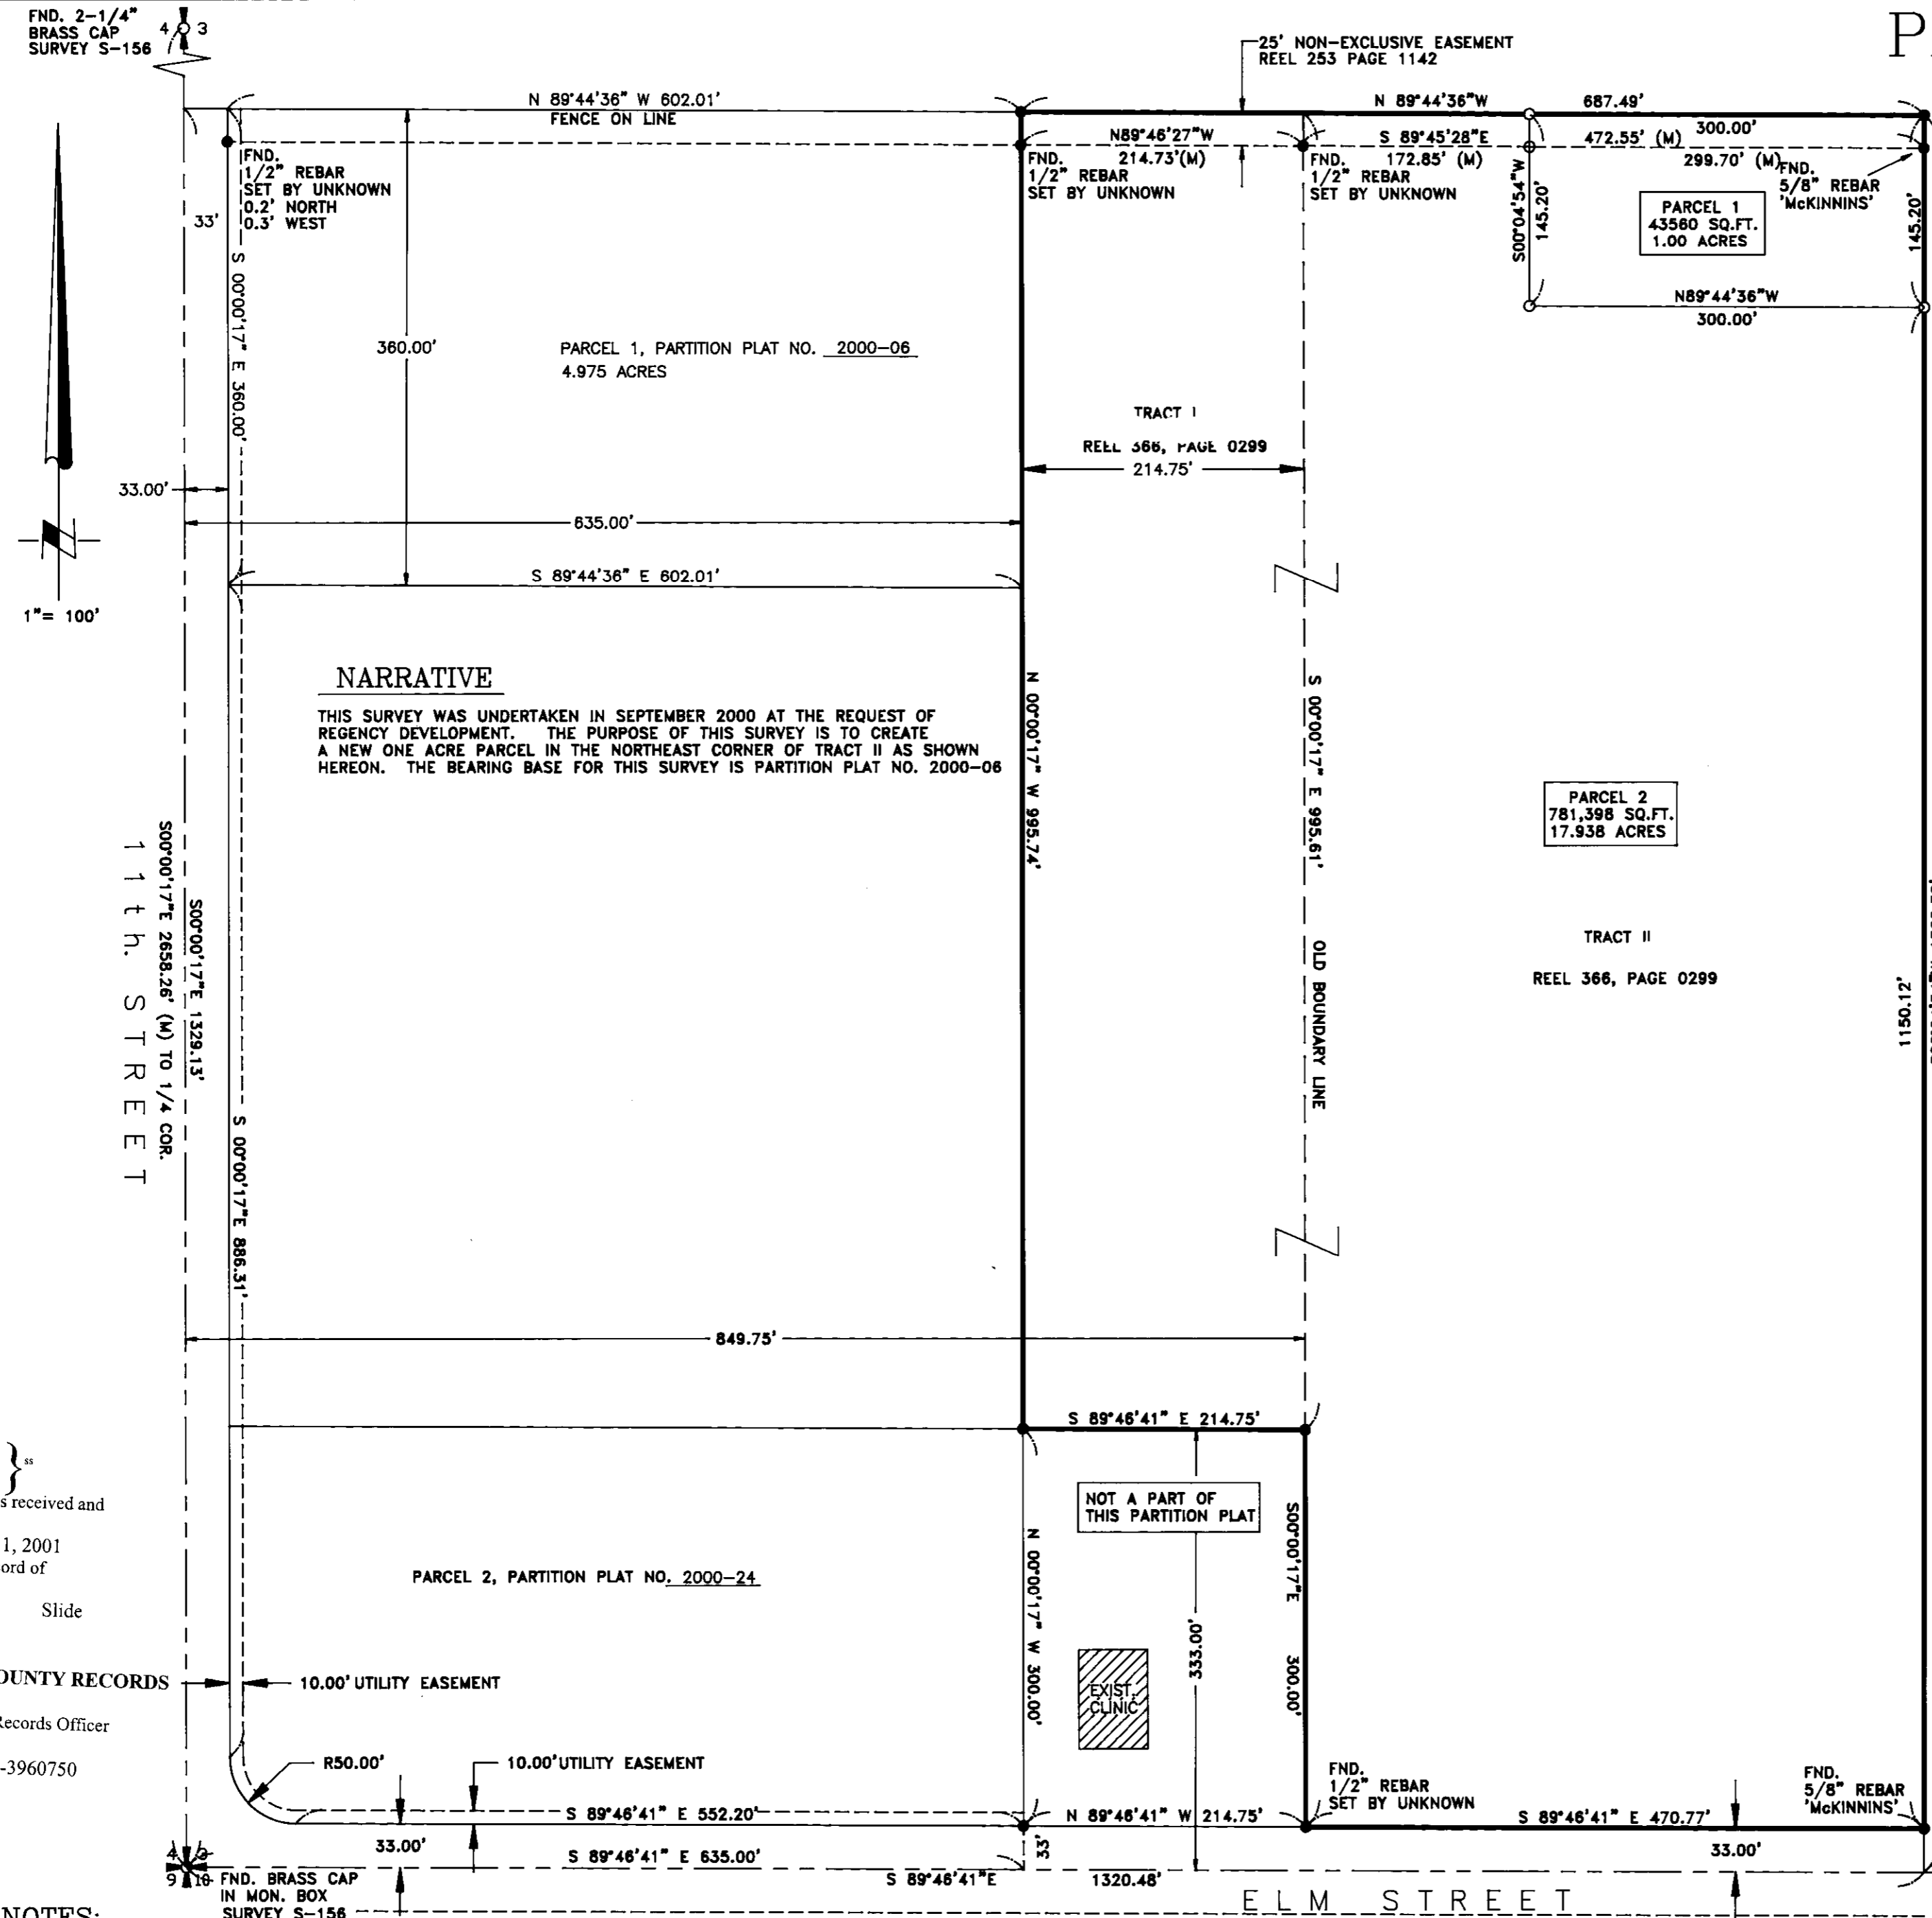 FND. 2-1/4"
BRASS CAP
SURVEY S-156
4 3
25' NON-EXCLUSIVE EASEMENT
REEL 253 PAGE 1142
P
N 89°44'36" W 602.01'
FENCE ON LINE
N 89°44'36"W 687.49'
300.00'
N89°46'27"W
214.73'(M)
S 89°45'28"E 472.55' (M)
172.85' (M)
299.70' (M)
FND.
1/2" REBAR
SET BY UNKNOWN
0.2' NORTH
0.3' WEST
FND.
1/2" REBAR
SET BY UNKNOWN
FND.
1/2" REBAR
SET BY UNKNOWN
FND.
5/8" REBAR
'McKINNINS'
33'
S00°04'54"W
145.20'
PARCEL 1
43560 SQ.FT.
1.00 ACRES
145.20'
N89°44'36"W
300.00'
S 00°00'17" E 360.00'
360.00'
PARCEL 1, PARTITION PLAT NO. 2000-06
4.975 ACRES
TRACT I
REEL 366, PAGE 0299
214.75'
33.00'
635.00'
S 89°44'36" E 602.01'
1"= 100'
NARRATIVE
THIS SURVEY WAS UNDERTAKEN IN SEPTEMBER 2000 AT THE REQUEST OF
REGENCY DEVELOPMENT. THE PURPOSE OF THIS SURVEY IS TO CREATE
A NEW ONE ACRE PARCEL IN THE NORTHEAST CORNER OF TRACT II AS SHOWN
HEREON. THE BEARING BASE FOR THIS SURVEY IS PARTITION PLAT NO. 2000-06
N 00°00'17" W 995.74'
S 00°00'17" E 995.61'
OLD BOUNDARY LINE
PARCEL 2
781,398 SQ.FT.
17.938 ACRES
TRACT II
REEL 366, PAGE 0299
1150.12'
11th. STREET
S00°00'17"E 2658.26' (M) TO 1/4 COR.
S00°00'17"E 1329.13'
S 00°00'17"E 886.31'
849.75'
S 89°46'41" E 214.75'
NOT A PART OF
THIS PARTITION PLAT
N 00°00'17" W 300.00'
333.00'
S00°00'17"E 300.00'
EXIST.
CLINIC
} ss
s received and
1, 2001
ord of
Slide
OUNTY RECORDS
Records Officer
-3960750
PARCEL 2, PARTITION PLAT NO. 2000-24
10.00' UTILITY EASEMENT
R50.00'
10.00' UTILITY EASEMENT
FND.
1/2" REBAR
SET BY UNKNOWN
FND.
5/8" REBAR
'McKINNINS'
S 89°46'41" E 552.20'
N 89°46'41" W 214.75'
S 89°46'41" E 470.77'
33.00'
33'
33.00'
S 89°46'41" E 635.00'
4 3
9 10
FND. BRASS CAP
IN MON. BOX
SURVEY S-156
S 89°46'41"E 1320.48'
ELM STREET
NOTES: